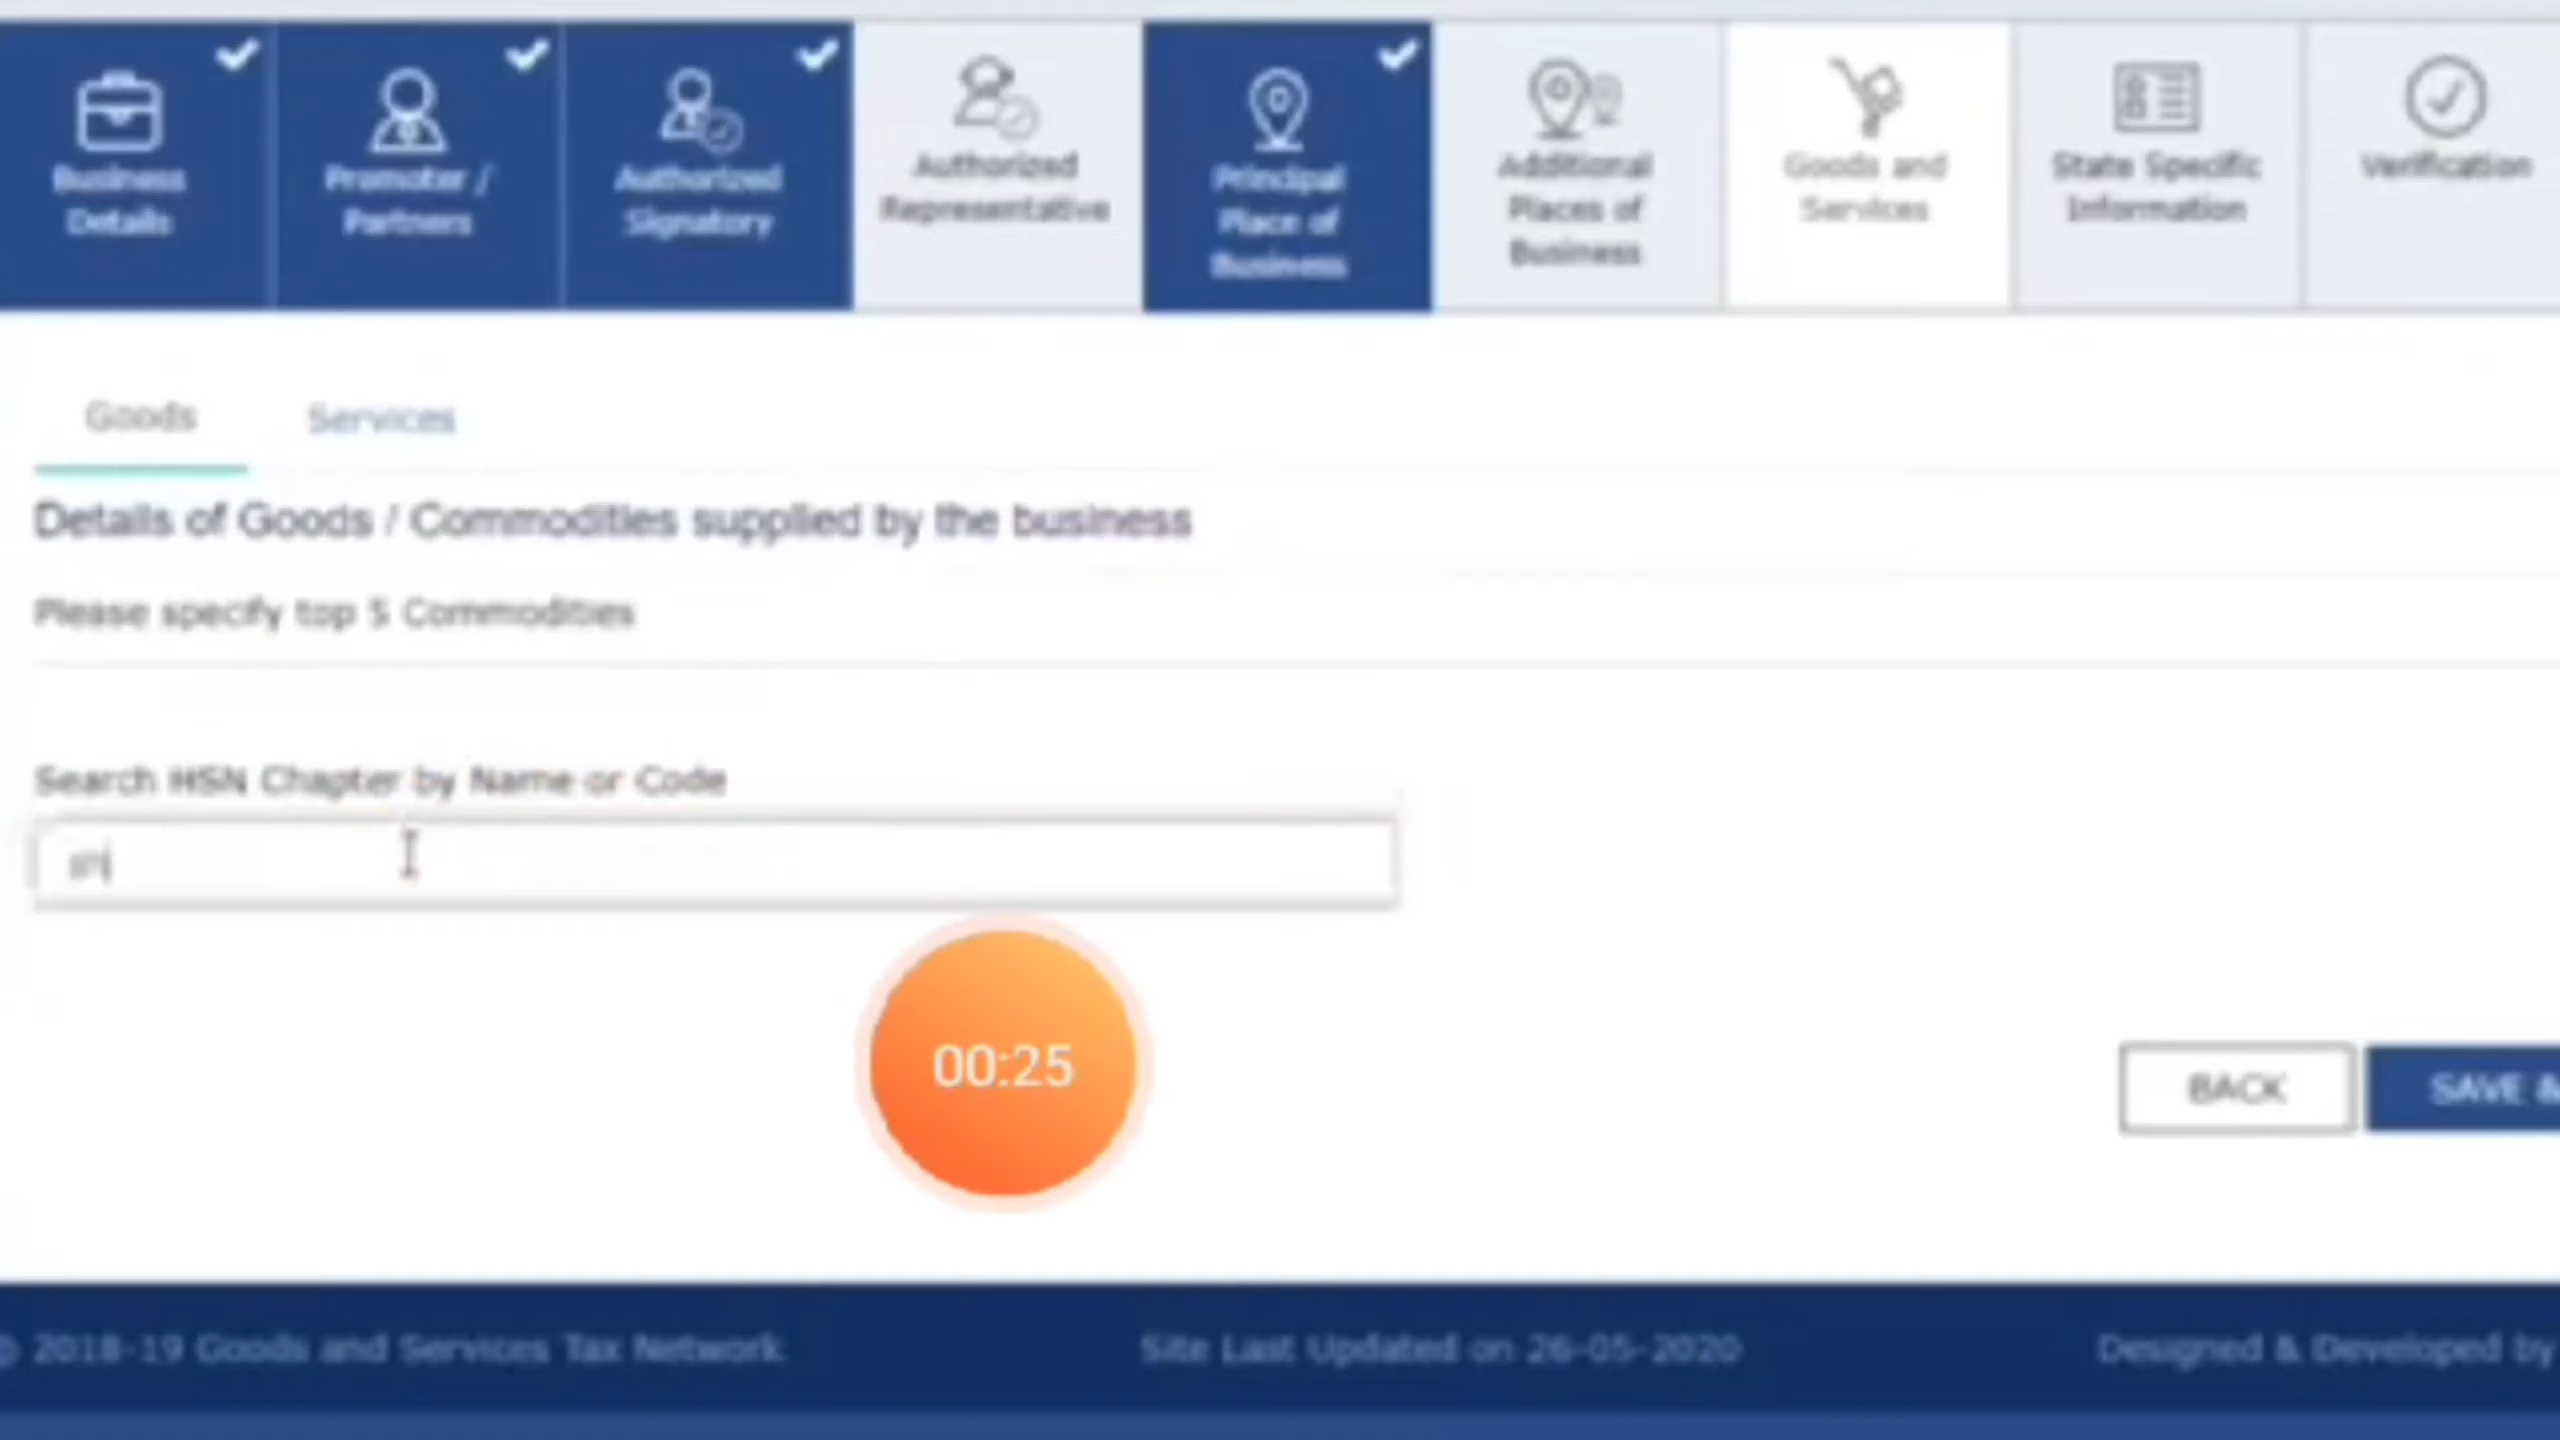 Business
Details
Promoter /
Partners
Authorized
Signatory
Authorized
Representative
Principal
Place of
Business
Additional
Places of
Business
Goods and
Services
State Specific
Information
Verification
Goods
Services
Details of Goods / Commodities supplied by the business
Please specify top 5 Commodities
Search HSN Chapter by Name or Code
00:25
BACK
SAVE &
© 2018-19 Goods and Services Tax Network
Site Last Updated on 26-05-2020
Designed & Developed by